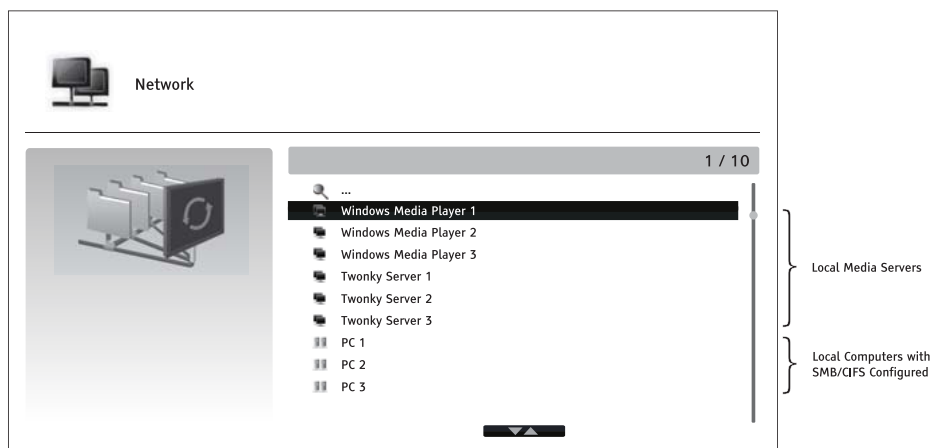 Network
1 / 10
...
Windows Media Player 1
Windows Media Player 2
Windows Media Player 3
Twonky Server 1
Twonky Server 2
Twonky Server 3
PC 1
PC 2
PC 3
Local Media Servers
Local Computers with
SMB/CIFS Configured